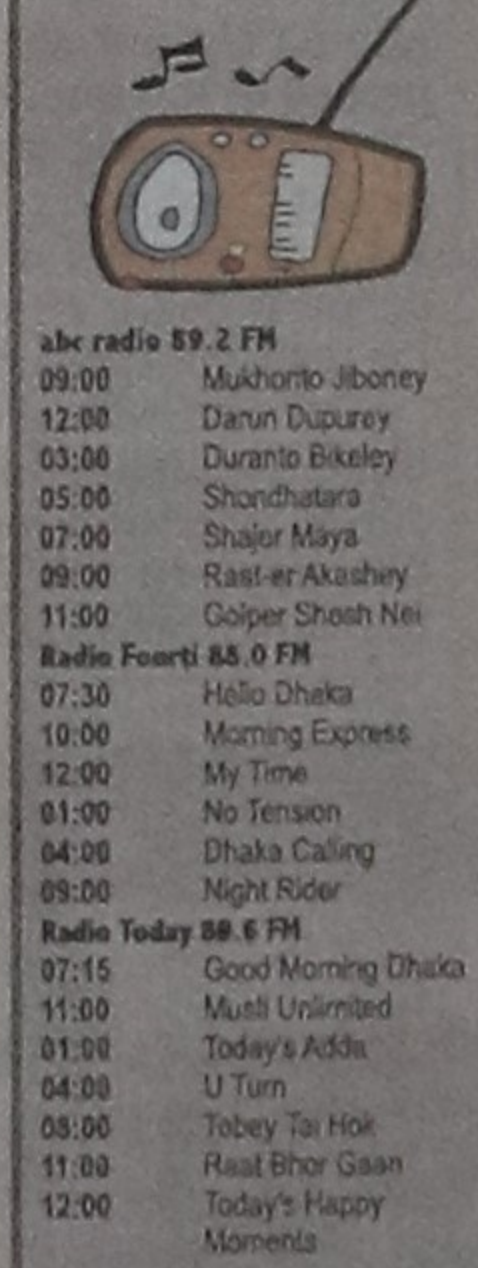 abc radio 89.2 FM
09:00 Mukhorito Jiboney
12:00 Darun Dupurey
03:00 Duranto Bikeley
05:00 Shondhatara
07:00 Shajer Maya
09:00 Raat-er Akashey
11:00 Golper Shesh Nei
Radio Foorti 88.0 FM
07:30 Hello Dhaka
10:00 Morning Express
12:00 My Time
01:00 No Tension
04:00 Dhaka Calling
09:00 Night Rider
Radio Today 89.6 FM
07:15 Good Morning Dhaka
11:00 Musti Unlimited
01:00 Today's Adda
04:00 U Turn
08:00 Tobey Tai Hok
11:00 Raat Bhor Gaan
12:00 Today's Happy
Moments